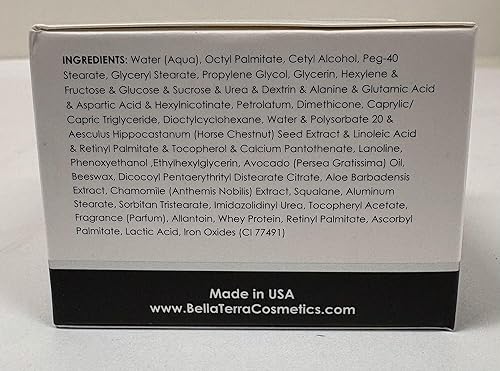 INGREDIENTS: Water (Aqua), Octyl Palmitate, Cetyl Alcohol, Peg-40
Stearate, Glyceryl Stearate, Propylene Glycol, Glycerin, Hexylene &
Fructose & Glucose & Sucrose & Urea & Dextrin & Alanine & Glutamic Acid
& Aspartic Acid & Hexylnicotinate, Petrolatum, Dimethicone, Caprylic/
Capric Triglyceride, Dioctylcyclohexane, Water & Polysorbate 20 &
Aesculus Hippocastanum (Horse Chestnut) Seed Extract & Linoleic Acid
& Retinyl Palmitate & Tocopherol & Calcium Pantothenate, Lanoline,
Phenoxyethanol ,Ethylhexylglycerin, Avocado (Persea Gratissima) Oil,
Beeswax, Dicocoyl Pentaerythrityl Distearate Citrate, Aloe Barbadensis
Extract, Chamomile (Anthemis Nobilis) Extract, Squalane, Aluminum
Stearate, Sorbitan Tristearate, Imidazolidinyl Urea, Tocopheryl Acetate,
Fragrance (Parfum), Allantoin, Whey Protein, Retinyl Palmitate, Ascorbyl
Palmitate, Lactic Acid, Iron Oxides (CI 77491)
Made in USA
www.BellaTerraCosmetics.com